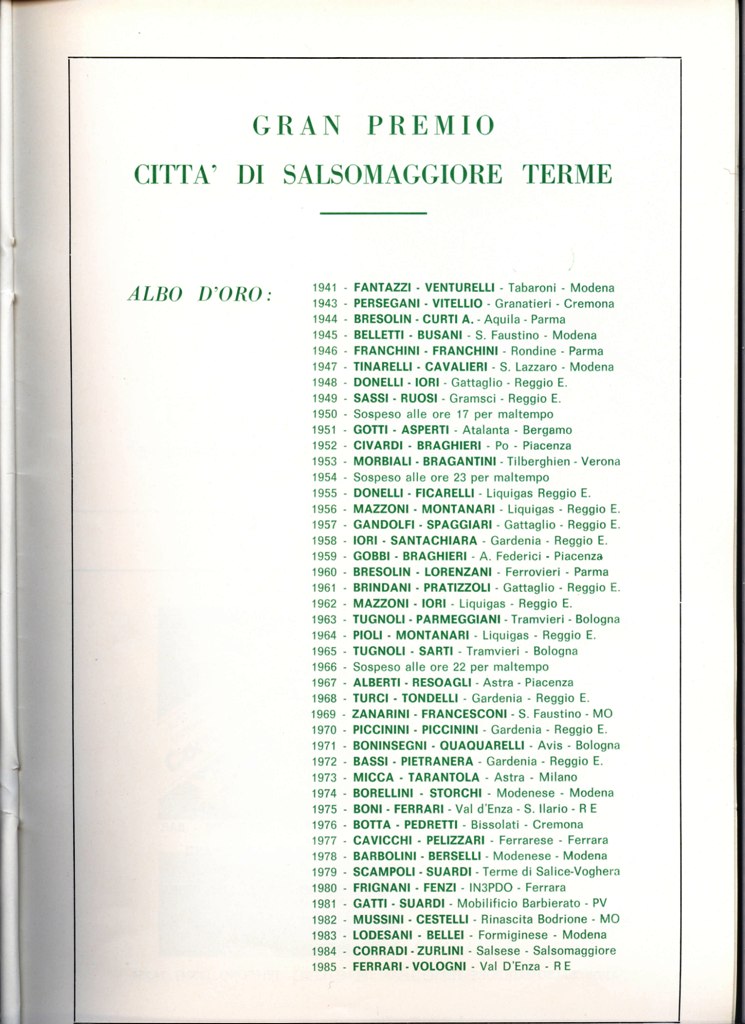 GRAN PREMIO
CITTA' DI SALSOMAGGIORE TERME
ALBO D'ORO:
1941 - FANTAZZI - VENTURELLI - Tabaroni - Modena
1943 - PERSEGANI - VITELLIO - Granatieri - Cremona
1944 - BRESOLIN - CURTI A. - Aquila - Parma
1945 - BELLETTI - BUSANI - S. Faustino - Modena
1946 - FRANCHINI - FRANCHINI - Rondine - Parma
1947 - TINARELLI - CAVALIERI - S. Lazzaro - Modena
1948 - DONELLI - IORI - Gattaglio - Reggio E.
1949 - SASSI - RUOSI - Gramsci - Reggio E.
1950 - Sospeso alle ore 17 per maltempo
1951 - GOTTI - ASPERTI - Atalanta - Bergamo
1952 - CIVARDI - BRAGHIERI - Po - Piacenza
1953 - MORBIALI - BRAGANTINI - Tilberghien - Verona
1954 - Sospeso alle ore 23 per maltempo
1955 - DONELLI - FICARELLI - Liquigas Reggio E.
1956 - MAZZONI - MONTANARI - Liquigas - Reggio E.
1957 - GANDOLFI - SPAGGIARI - Gattaglio - Reggio E.
1958 - IORI - SANTACHIARA - Gardenia - Reggio E.
1959 - GOBBI - BRAGHIERI - A. Federici - Piacenza
1960 - BRESOLIN - LORENZANI - Ferrovieri - Parma
1961 - BRINDANI - PRATIZZOLI - Gattaglio - Reggio E.
1962 - MAZZONI - IORI - Liquigas - Reggio E.
1963 - TUGNOLI - PARMEGGIANI - Tramvieri - Bologna
1964 - PIOLI - MONTANARI - Liquigas - Reggio E.
1965 - TUGNOLI - SARTI - Tramvieri - Bologna
1966 - Sospeso alle ore 22 per maltempo
1967 - ALBERTI - RESOAGLI - Astra - Piacenza
1968 - TURCI - TONDELLI - Gardenia - Reggio E.
1969 - ZANARINI - FRANCESCONI - S. Faustino - MO
1970 - PICCININI - PICCININI - Gardenia - Reggio E.
1971 - BONINSEGNI - QUAQUARELLI - Avis - Bologna
1972 - BASSI - PIETRANERA - Gardenia - Reggio E.
1973 - MICCA - TARANTOLA - Astra - Milano
1974 - BORELLINI - STORCHI - Modenese - Modena
1975 - BONI - FERRARI - Val d'Enza - S. Ilario - R E
1976 - BOTTA - PEDRETTI - Bissolati - Cremona
1977 - CAVICCHI - PELIZZARI - Ferrarese - Ferrara
1978 - BARBOLINI - BERSELLI - Modenese - Modena
1979 - SCAMPOLI - SUARDI - Terme di Salice-Voghera
1980 - FRIGNANI - FENZI - IN3PDO - Ferrara
1981 - GATTI - SUARDI - Mobilificio Barbierato - PV
1982 - MUSSINI - CESTELLI - Rinascita Bodrione - MO
1983 - LODESANI - BELLEI - Formiginese - Modena
1984 - CORRADI - ZURLINI - Salsese - Salsomaggiore
1985 - FERRARI - VOLOGNI - Val D'Enza - R E